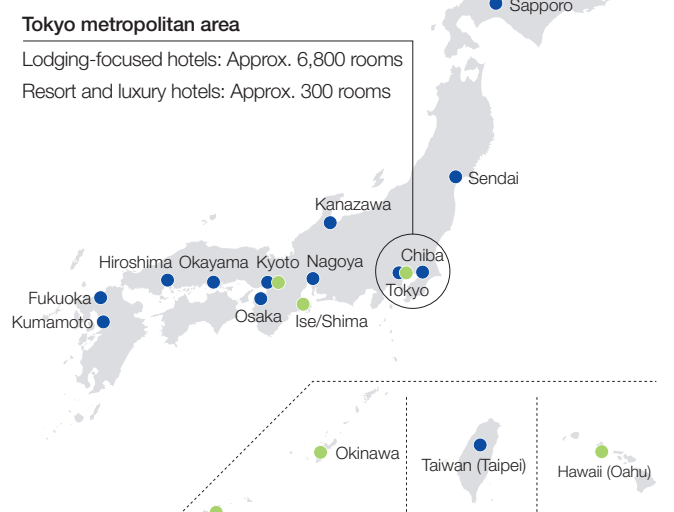 Sapporo
Tokyo metropolitan area
Lodging-focused hotels: Approx. 6,800 rooms
Resort and luxury hotels: Approx. 300 rooms
Sendai
Kanazawa
Chiba
Hiroshima Okayama Kyoto Nagoya
Tokyo
Fukuoka
Osaka
Ise/Shima
Kumamoto
Okinawa
Taiwan (Taipei)
Hawaii (Oahu)